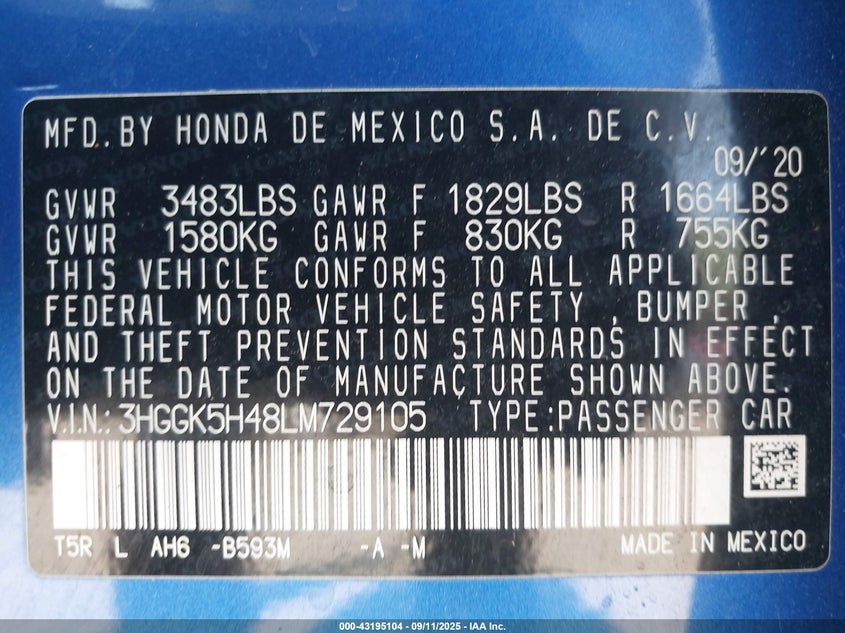 MFD. BY HONDA DE MEXICO S.A. DE C.V.
09/'20
GVWR 3483LBS GAWR F 1829LBS R 1664LBS
GVWR 1580KG GAWR F 830KG R 755KG
THIS VEHICLE CONFORMS TO ALL APPLICABLE
FEDERAL MOTOR VEHICLE SAFETY , BUMPER ,
AND THEFT PREVENTION STANDARDS IN EFFECT
ON THE DATE OF MANUFACTURE SHOWN ABOVE.
V.I.N.: 3HGGK5H48LM729105 TYPE:PASSENGER CAR
T5R L AH6 -B593M -A -M MADE IN MEXICO
000-43195104 - 09/11/2025 - IAA Inc.